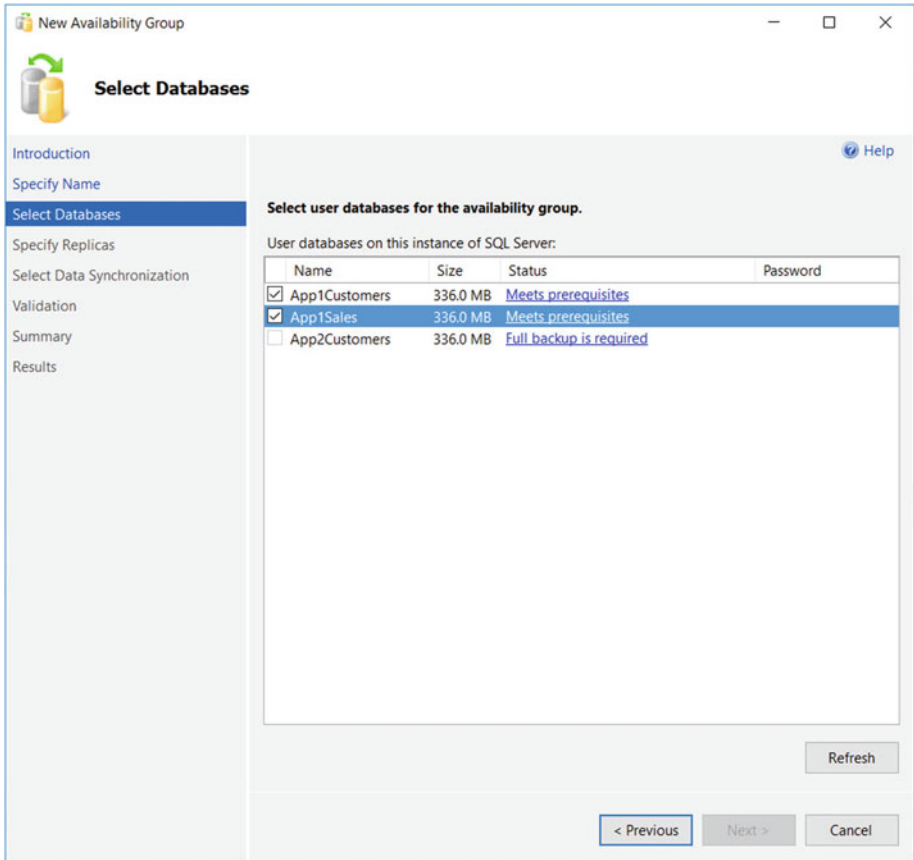 New Availability Group
Select Databases
Introduction
Specify Name
Select Databases
Specify Replicas
Select Data Synchronization
Validation
Summary
Results
Help
Select user databases for the availability group.
User databases on this instance of SQL Server:
Name Size Status Password
App1Customers 336.0 MB Meets prerequisites
App1Sales 336.0 MB Meets prerequisites
App2Customers 336.0 MB Full backup is required
Refresh
< Previous Next > Cancel